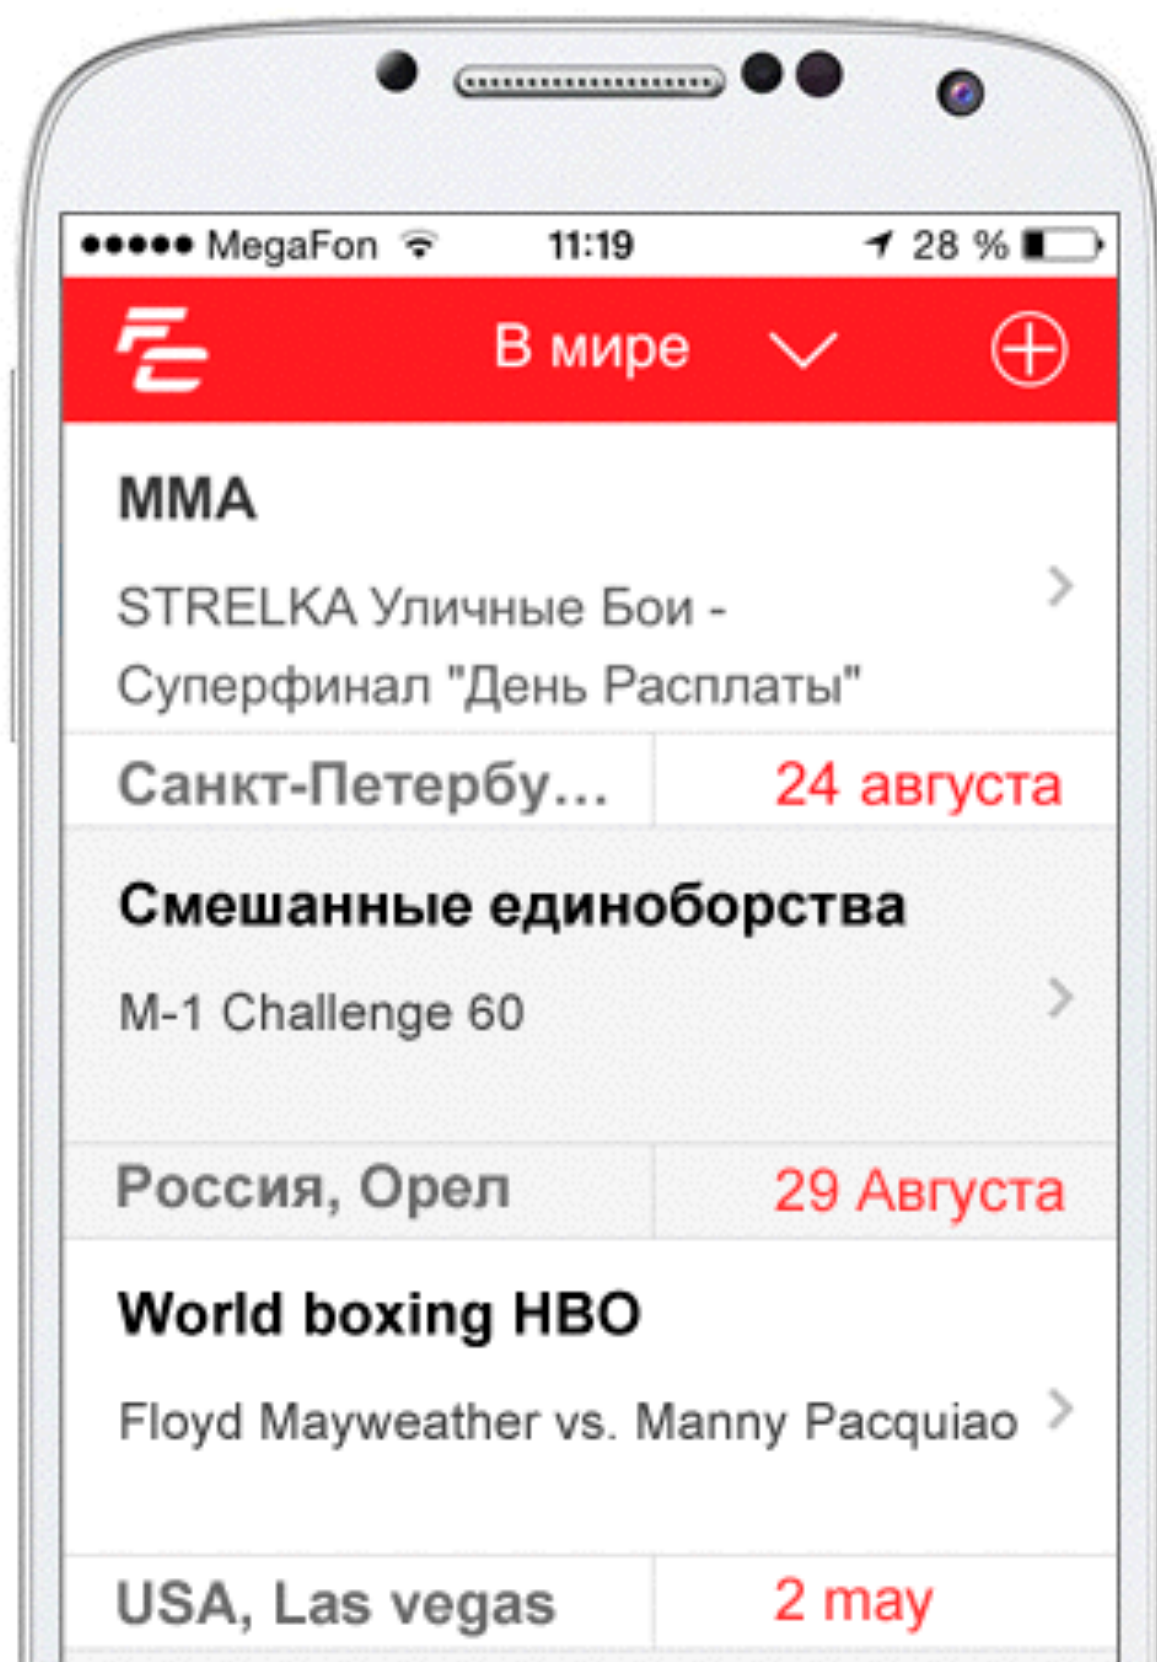 MegaFon 11:19 28 %
FC В мире
MMA
STRELKA Уличные Бои -
Суперфинал "День Расплаты"
Санкт-Петербу... 24 августа
Смешанные единоборства
M-1 Challenge 60
Россия, Орел 29 Августа
World boxing HBO
Floyd Mayweather vs. Manny Pacquiao
USA, Las vegas 2 may